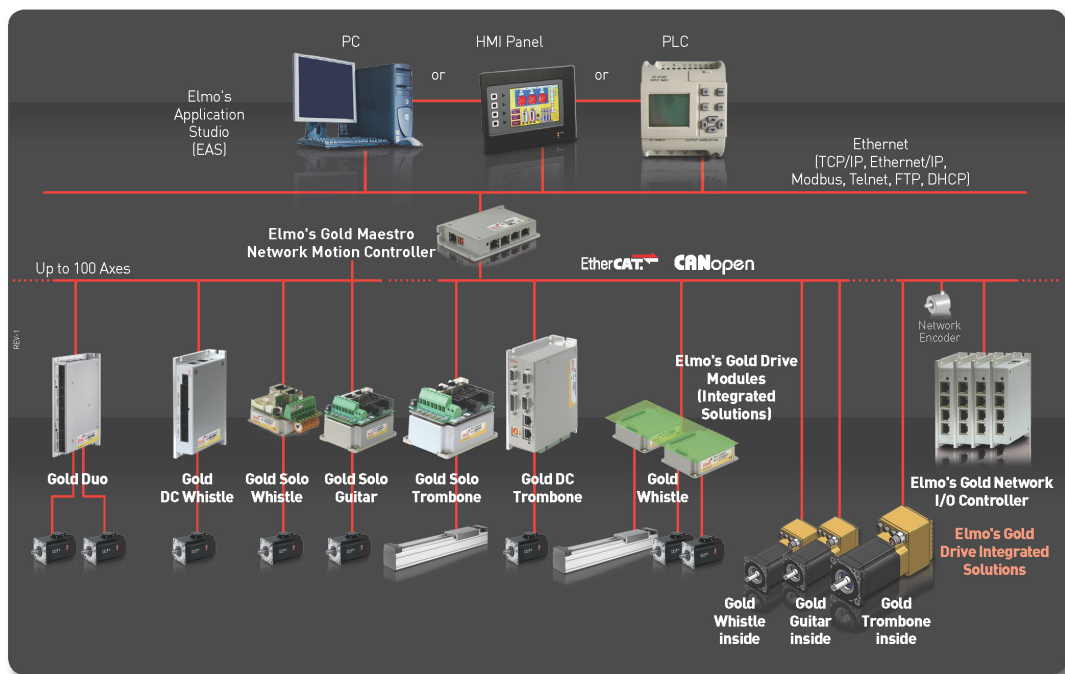 PC
HMI Panel
PLC
or
or
Elmo's
Application
Studio
(EAS)
Ethernet
(TCP/IP, Ethernet/IP,
Modbus, Telnet, FTP, DHCP)
Elmo's Gold Maestro
Network Motion Controller
EtherCAT.
CANopen
Up to 100 Axes
REV-1
Network
Encoder
Elmo's Gold Drive
Modules
(Integrated
Solutions)
Gold Duo
Gold
DC Whistle
Gold Solo
Whistle
Gold Solo
Guitar
Gold Solo
Trombone
Gold DC
Trombone
Gold
Whistle
Elmo's Gold Network
I/O Controller
Elmo's Gold
Drive Integrated
Solutions
Gold
Whistle
inside
Gold
Guitar
inside
Gold
Trombone
inside